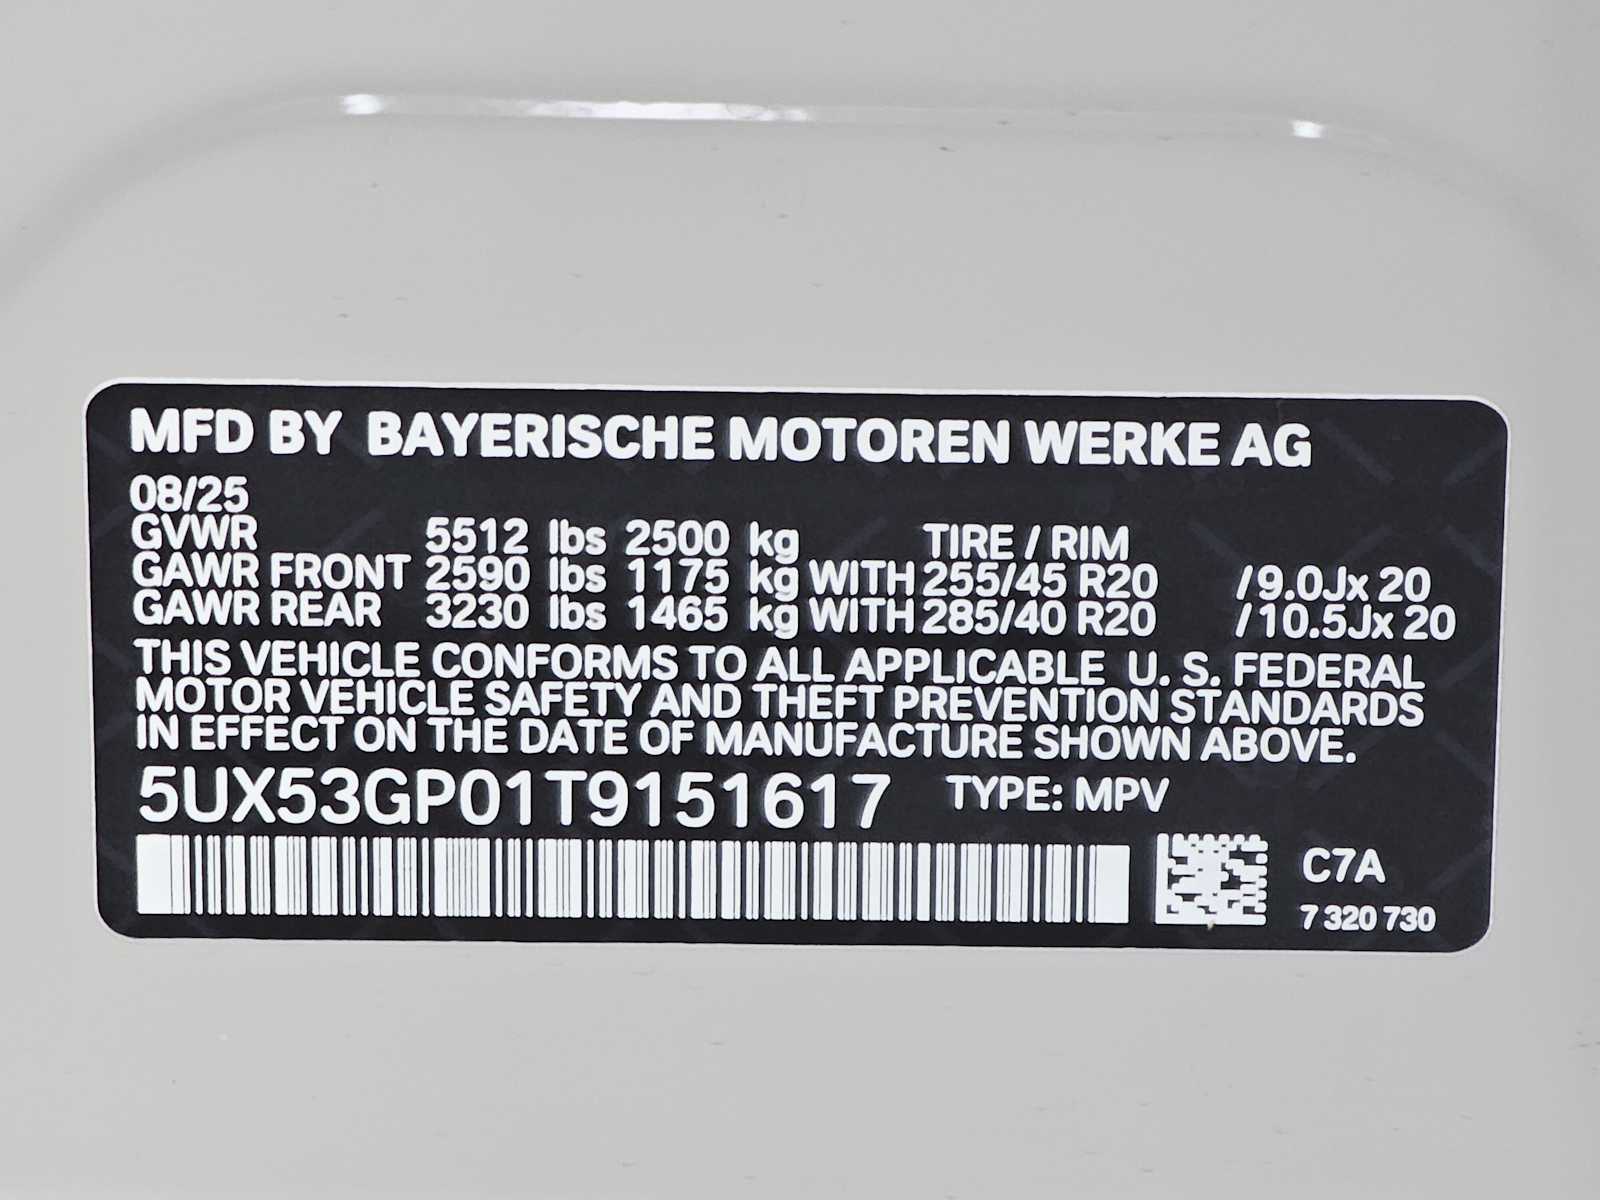 MFD BY BAYERISCHE MOTOREN WERKE AG
08/25
GVWR 5512 lbs 2500 kg TIRE / RIM
GAWR FRONT 2590 lbs 1175 kg WITH 255/45 R20 /9.0Jx 20
GAWR REAR 3230 lbs 1465 kg WITH 285/40 R20 /10.5Jx 20
THIS VEHICLE CONFORMS TO ALL APPLICABLE U. S. FEDERAL
MOTOR VEHICLE SAFETY AND THEFT PREVENTION STANDARDS
IN EFFECT ON THE DATE OF MANUFACTURE SHOWN ABOVE.
5UX53GP01T9151617 TYPE: MPV
C7A
7 320 730